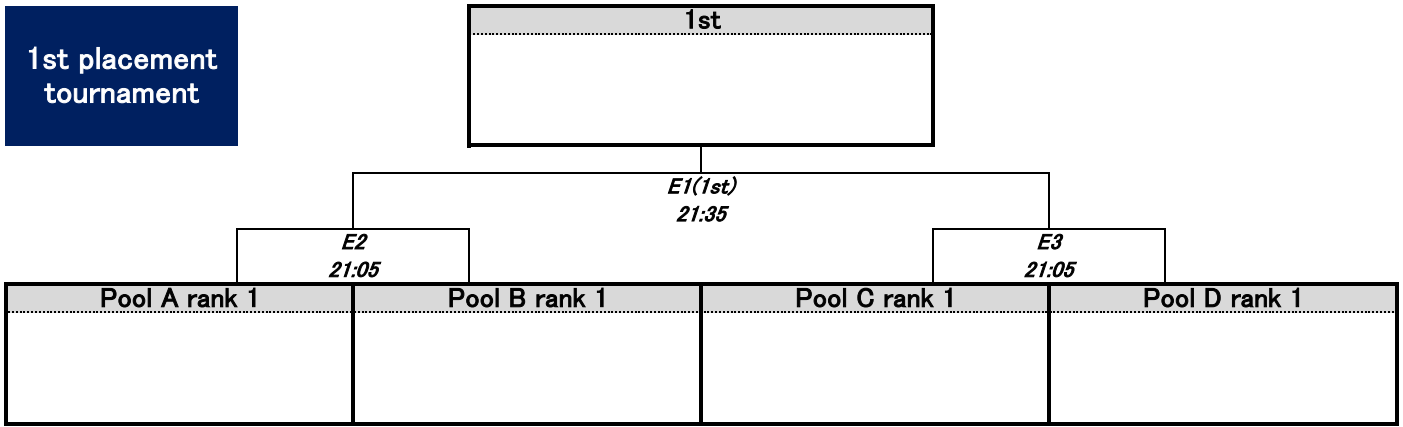 1st placement
tournament
1st
E1(1st)
21:35
E2
21:05
E3
21:05
Pool A rank 1
Pool B rank 1
Pool C rank 1
Pool D rank 1